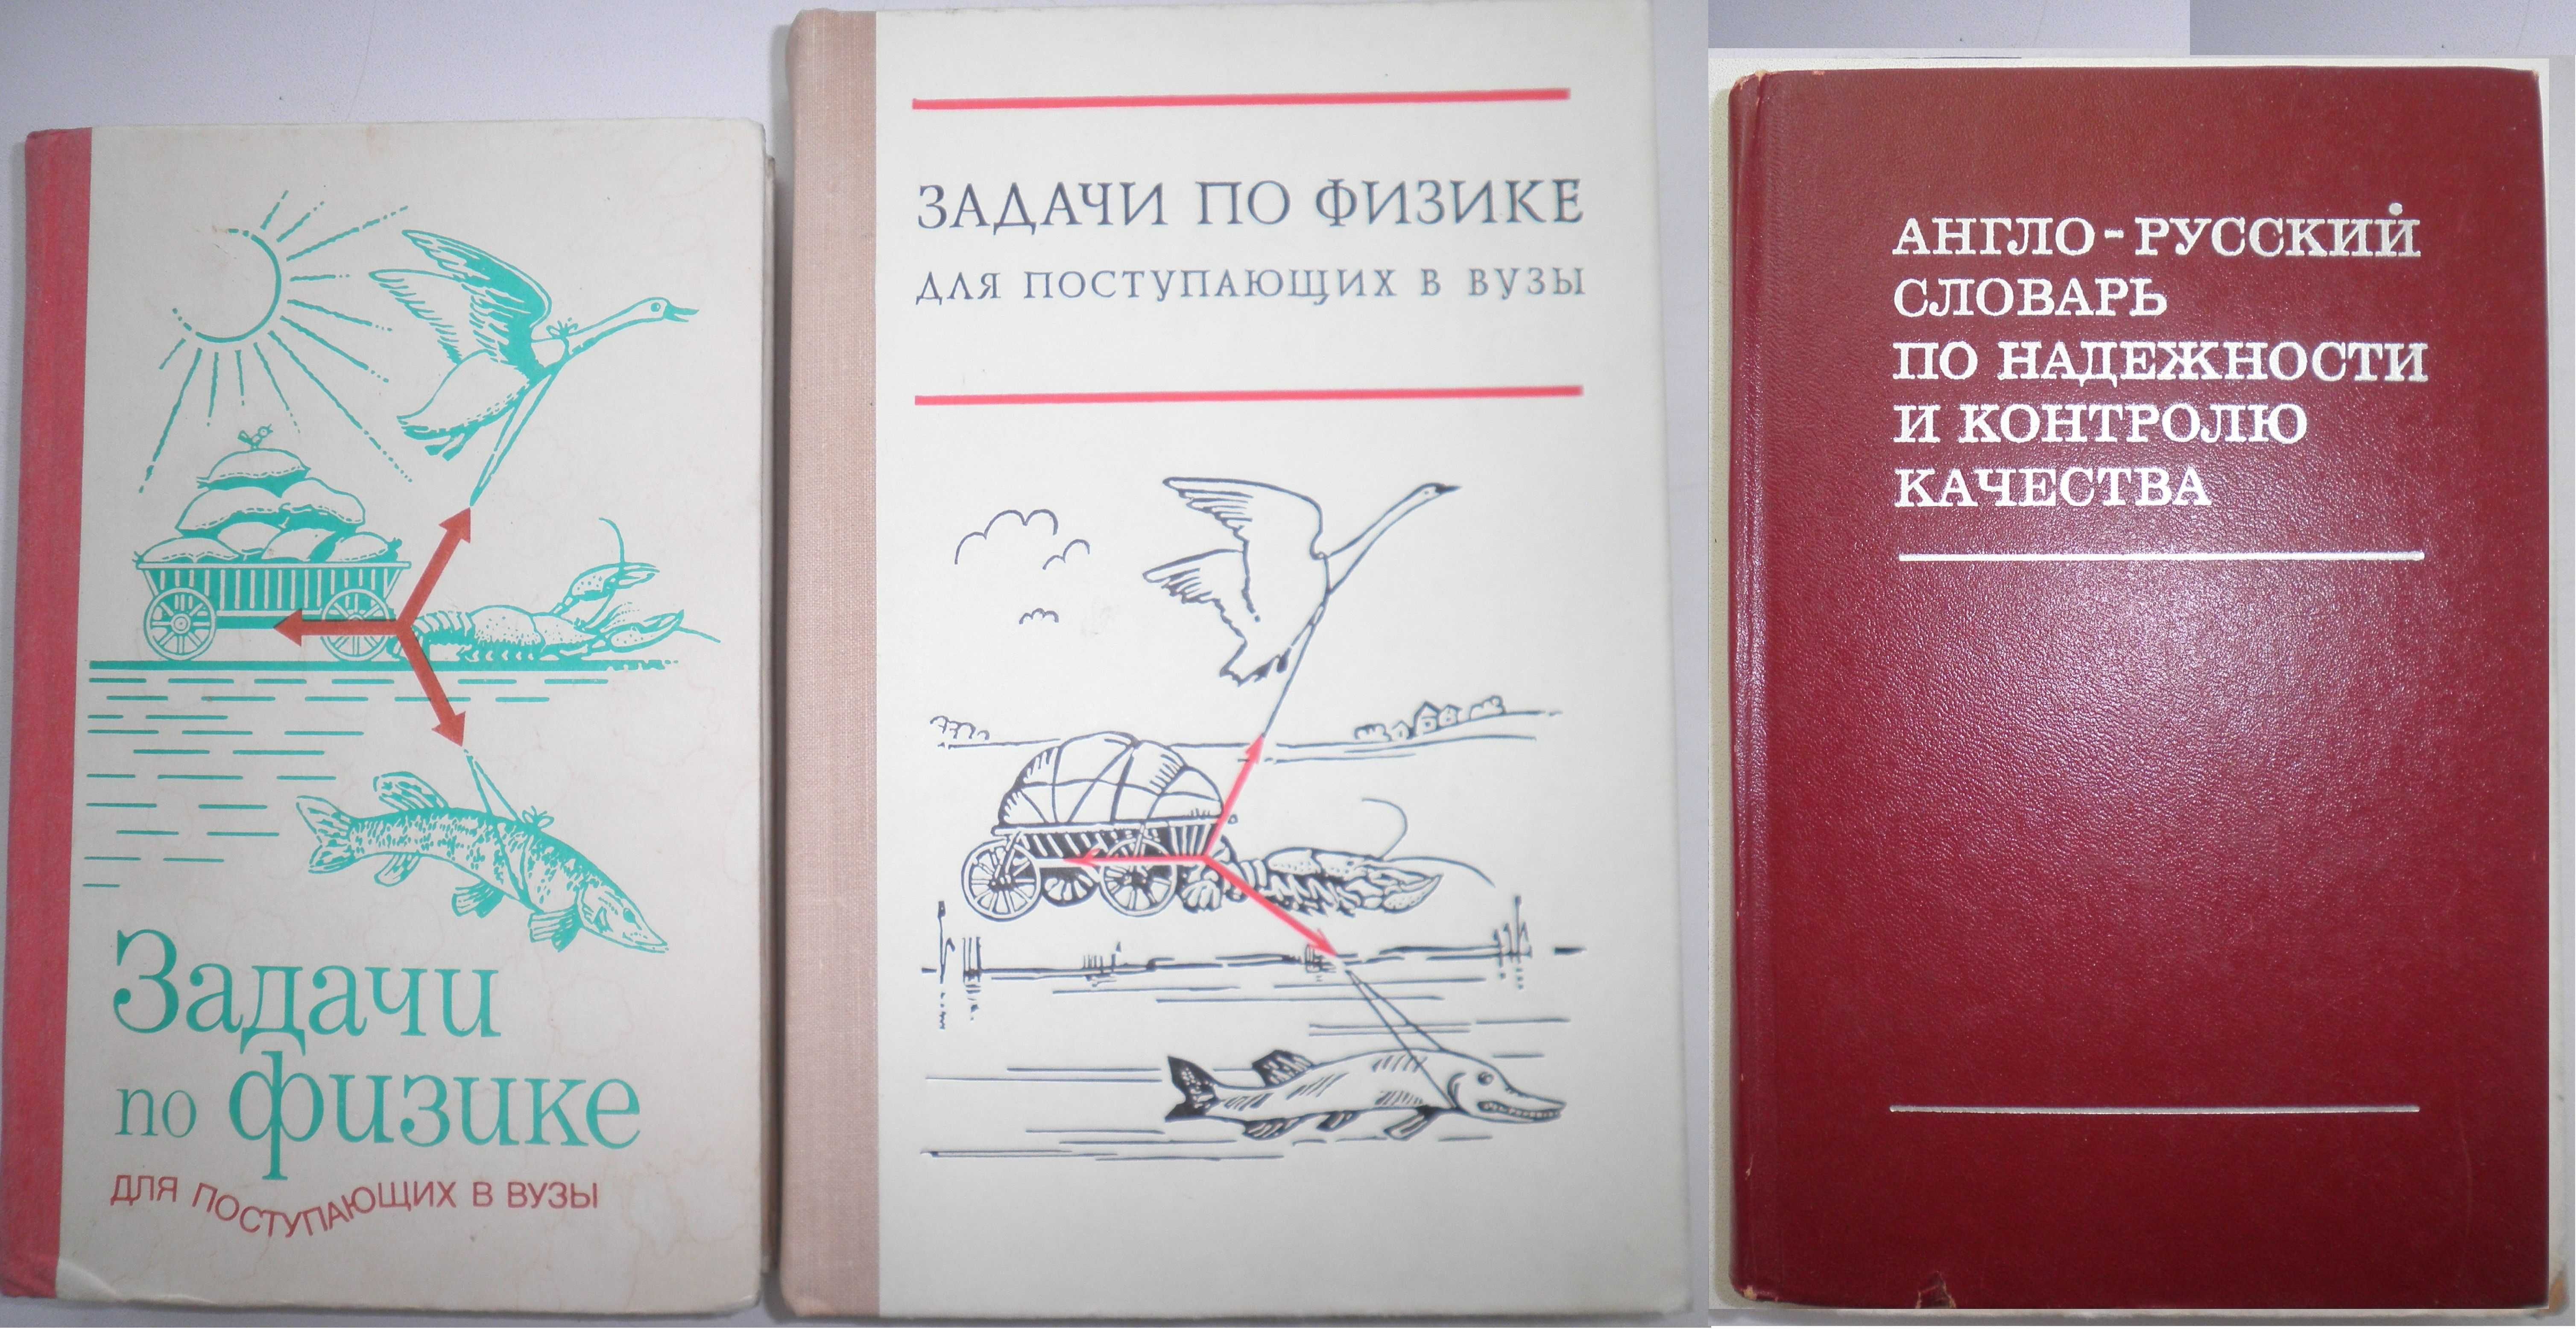 Задачи
по физике
ДЛЯ ПОСТУПАЮЩИХ В ВУЗЫ
ЗАДАЧИ ПО ФИЗИКЕ
ДЛЯ ПОСТУПАЮЩИХ В ВУЗЫ
АНГЛО-РУССКИЙ
СЛОВАРЬ
ПО НАДЕЖНОСТИ
И КОНТРОЛЮ
КАЧЕСТВА